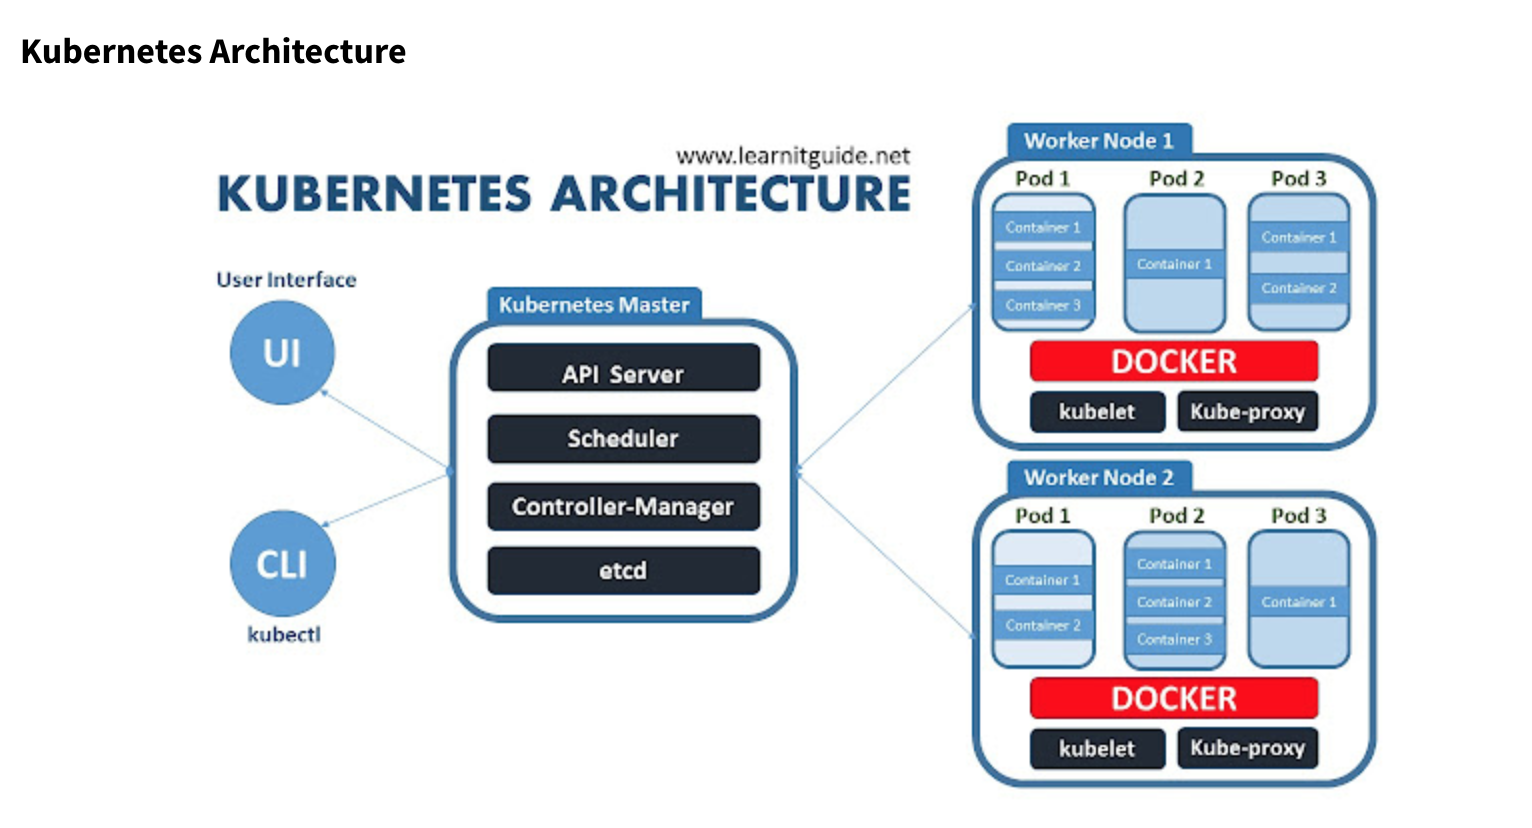 Kubernetes Architecture
www.learnitguide.net
KUBERNETES ARCHITECTURE
User Interface
UI
CLI
kubectl
Kubernetes Master
API Server
Scheduler
Controller-Manager
etcd
Worker Node 1
Pod 1 Pod 2 Pod 3
Container 1
Container 2
Container 3
Container 1
Container 1
Container 2
DOCKER
kubelet Kube-proxy
Worker Node 2
Pod 1 Pod 2 Pod 3
Container 1
Container 2
Container 1
Container 2
Container 3
Container 1
DOCKER
kubelet Kube-proxy